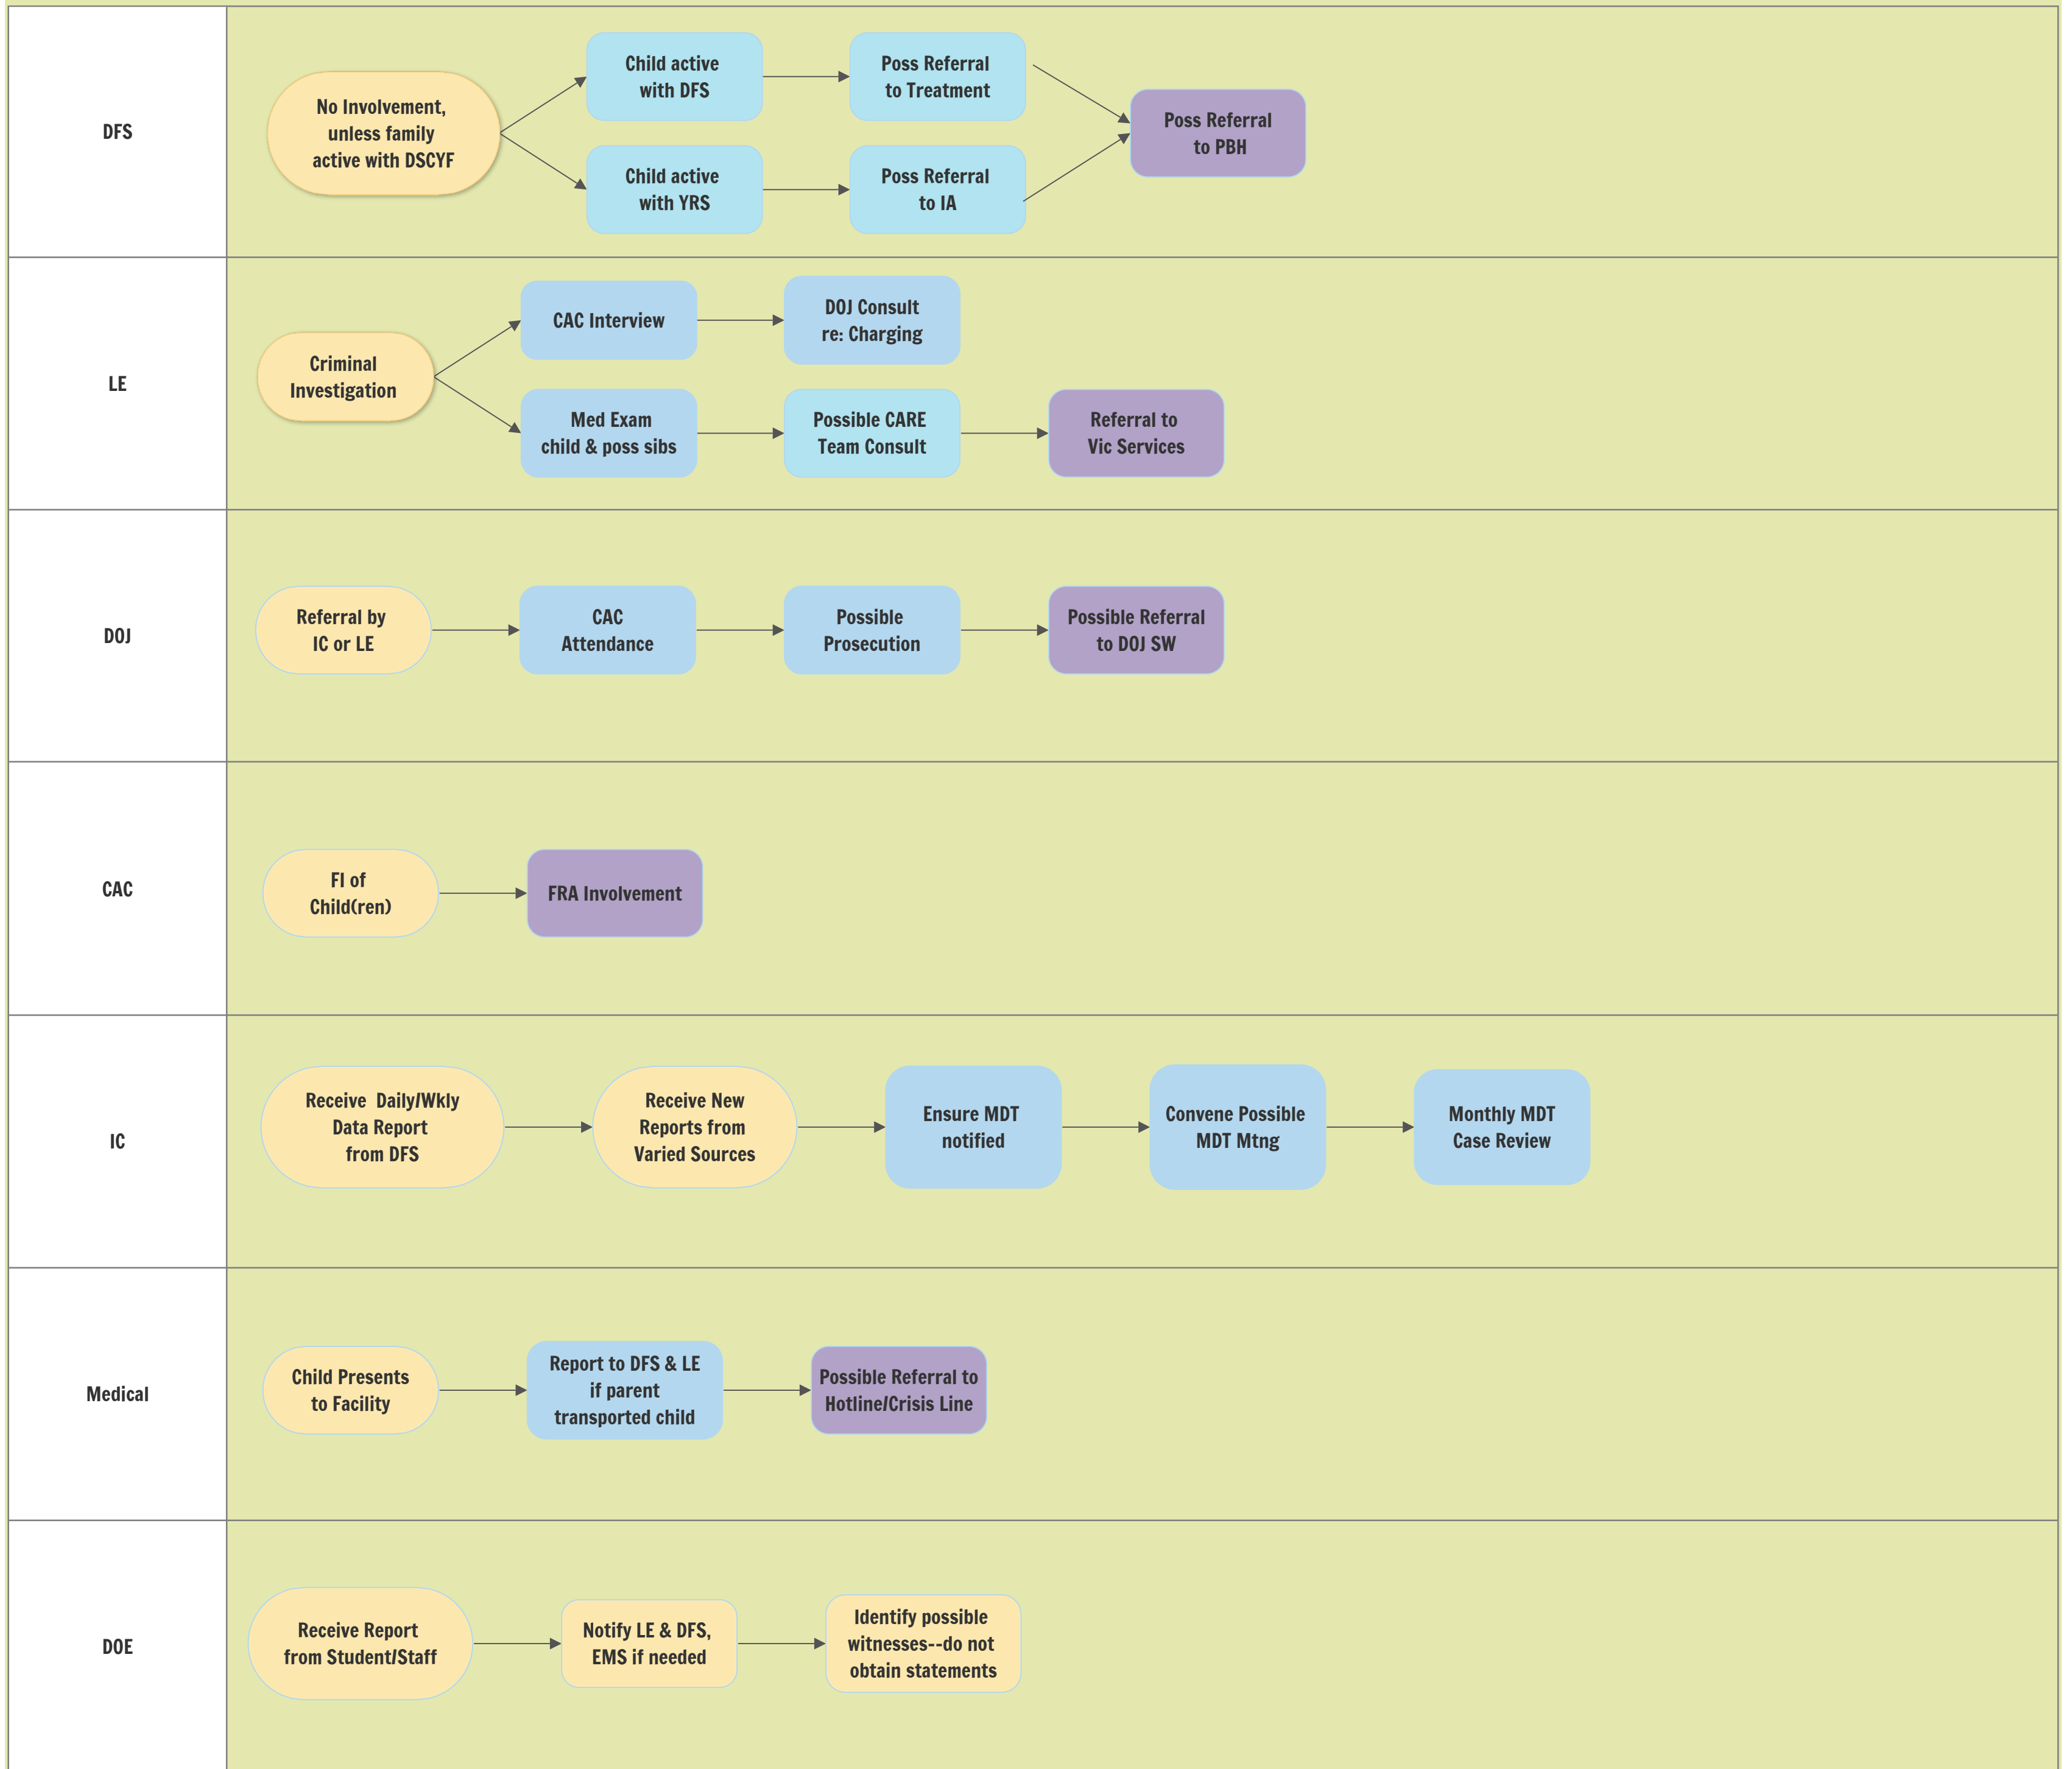 DFS
No Involvement,
unless family
active with DSCYF
Child active
with DFS
Poss Referral
to Treatment
Child active
with YRS
Poss Referral
to IA
Poss Referral
to PBH
LE
Criminal
Investigation
CAC Interview
DOJ Consult
re: Charging
Med Exam
child & poss sibs
Possible CARE
Team Consult
Referral to
Vic Services
DOJ
Referral by
IC or LE
CAC
Attendance
Possible
Prosecution
Possible Referral
to DOJ SW
CAC
FI of
Child(ren)
FRA Involvement
IC
Receive Daily/Wkly
Data Report
from DFS
Receive New
Reports from
Varied Sources
Ensure MDT
notified
Convene Possible
MDT Mtng
Monthly MDT
Case Review
Medical
Child Presents
to Facility
Report to DFS & LE
if parent
transported child
Possible Referral to
Hotline/Crisis Line
DOE
Receive Report
from Student/Staff
Notify LE & DFS,
EMS if needed
Identify possible
witnesses--do not
obtain statements